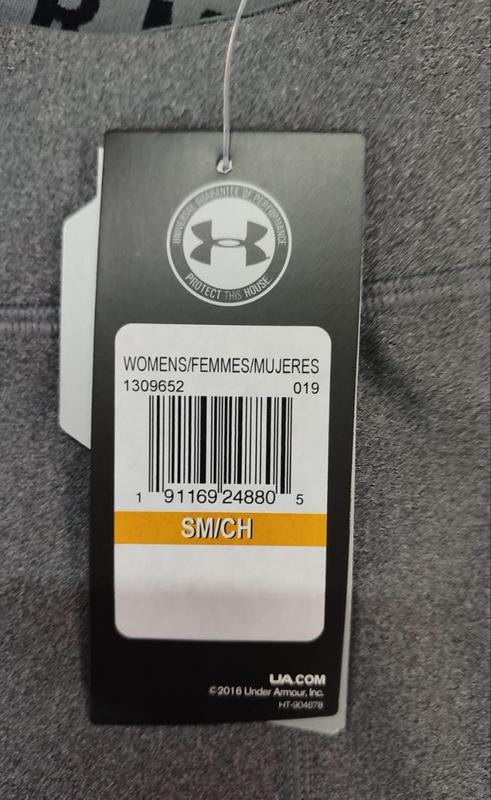 UNIVERSAL GUARANTEE OF PERFORMANCE
PROTECT THIS HOUSE
WOMENS/FEMMES/MUJERES
1309652 019
1 91169 24880 5
SM/CH
UA.COM
©2016 Under Armour, Inc.
HT-904678